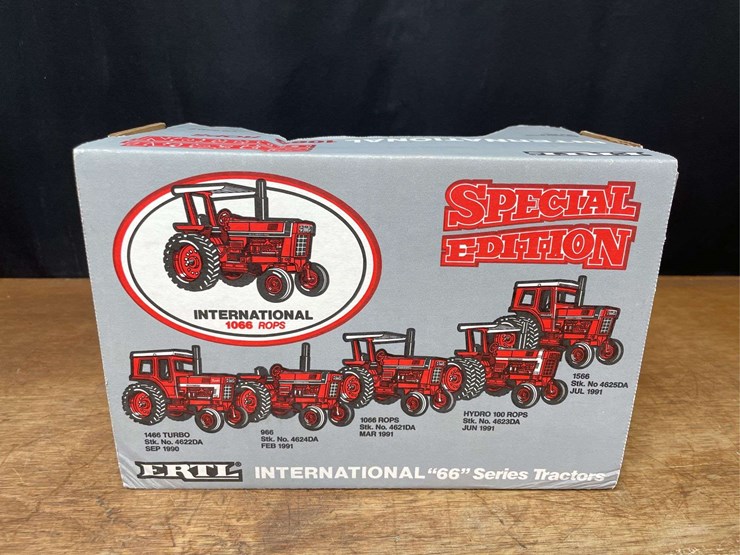 INTERNATIONAL
ERTL
SPECIAL
EDITION
INTERNATIONAL
1066 ROPS
1466 TURBO
Stk. No. 4622DA
SEP 1990
966
Stk. No. 4624DA
FEB 1991
1066 ROPS
Stk. No. 4621DA
MAR 1991
HYDRO 100 ROPS
Stk. No. 4623DA
JUN 1991
1566
Stk. No 4625DA
JUL 1991
ERTL INTERNATIONAL "66" Series Tractors